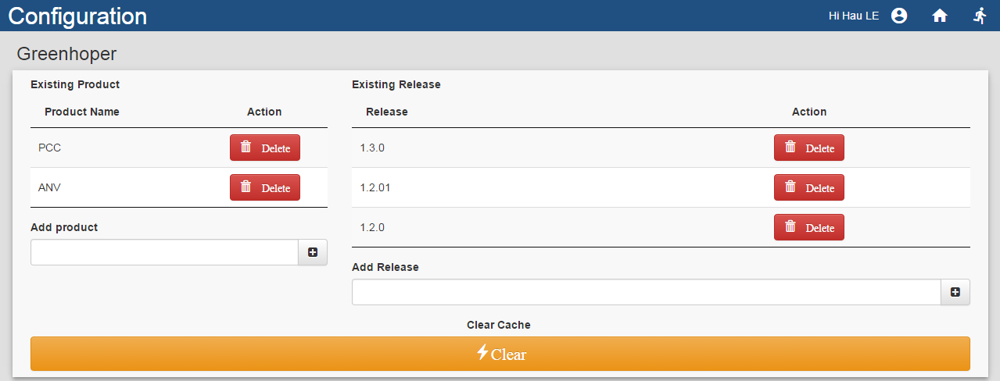 Configuration
Hi Hau LE
Greenhoper
Existing Product
Product Name Action
PCC Delete
ANV Delete
Add product
Existing Release
Release Action
1.3.0 Delete
1.2.01 Delete
1.2.0 Delete
Add Release
Clear Cache
Clear